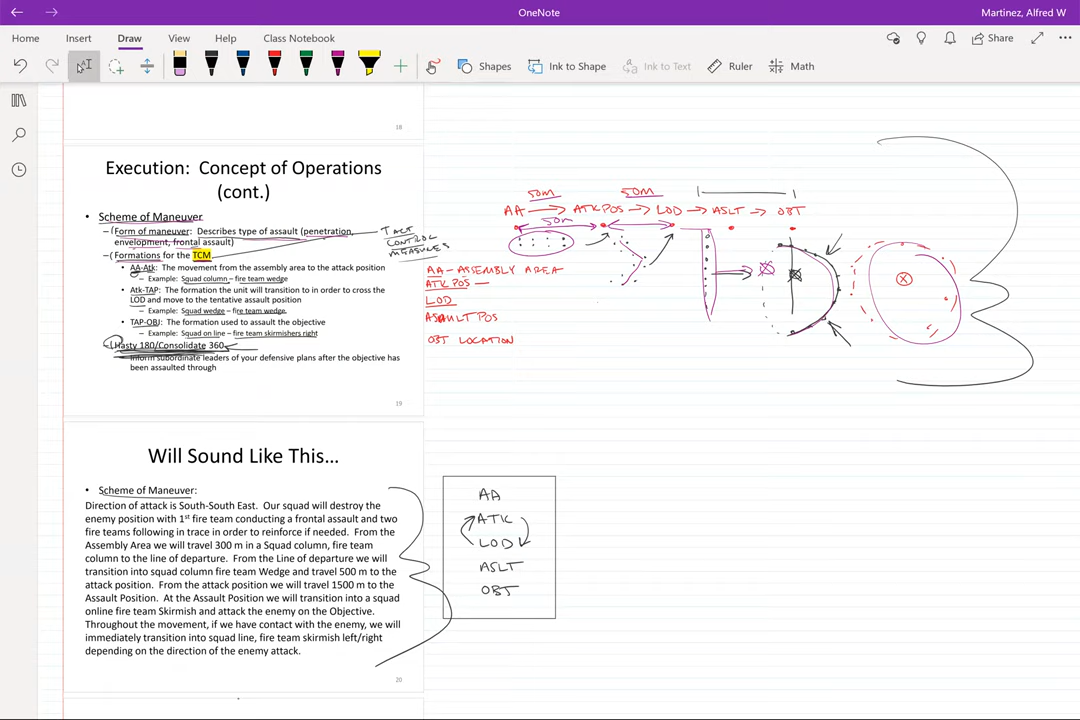 OneNote
Martinez, Alfred W
Home
Insert
Draw
View
Help
Class Notebook
Share
Shapes
Ink to Shape
Ink to Text
Ruler
Math
18
Execution: Concept of Operations
(cont.)
• Scheme of Maneuver
–(Form of maneuver: Describes type of assault (penetration,
envelopment, frontal assault)
–(Formations for the TCM
• AA-Atk: The movement from the assembly area to the attack position
– Example: Squad column – fire team wedge
• Atk-TAP: The formation the unit will transition to in order to cross the
LOD and move to the tentative assault position
– Example: Squad wedge – fire team wedge.
• TAP-OBJ: The formation used to assault the objective
– Example: Squad on line – fire team skirmishers right
Hasty 180/Consolidate 360
Inform subordinate leaders of your defensive plans after the objective has
been assaulted through
19
TACT
CONTROL
MEASURES
50M
50M
AA → ATKPOS → LOD → ASLT → OBT
50M
AA - ASSEMBLY AREA
ATKPOS —
LOD
ASSAULT POS
OBT LOCATION
Will Sound Like This…
• Scheme of Maneuver:
Direction of attack is South-South East. Our squad will destroy the
enemy position with 1st fire team conducting a frontal assault and two
fire teams following in trace in order to reinforce if needed. From the
Assembly Area we will travel 300 m in a Squad column, fire team
column to the line of departure. From the Line of departure we will
transition into squad column fire team Wedge and travel 500 m to the
attack position. From the attack position we will travel 1500 m to the
Assault Position. At the Assault Position we will transition into a squad
online fire team Skirmish and attack the enemy on the Objective.
Throughout the movement, if we have contact with the enemy, we will
immediately transition into squad line, fire team skirmish left/right
depending on the direction of the enemy attack.
20
AA
ATK
LOD
ASLT
OBT